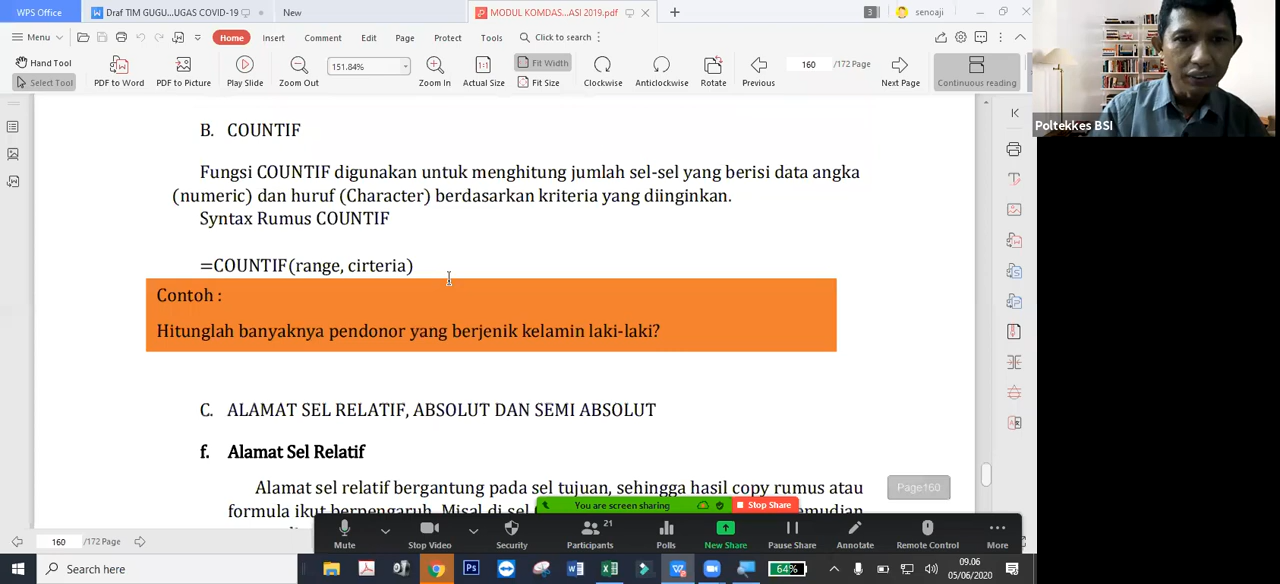 WPS Office
Draf TIM GUGU...UGAS COVID-19
New
MODUL KOMDAS...ASI 2019.pdf
3
senoaji
Menu
Home
Insert
Comment
Edit
Page
Protect
Tools
Click to search
Hand Tool
Select Tool
PDF to Word
PDF to Picture
Play Slide
Zoom Out
151.84%
Zoom In
Actual Size
Fit Width
Fit Size
Clockwise
Anticlockwise
Rotate
Previous
160
/172 Page
Next Page
Continuous reading
Poltekkes BSI
B. COUNTIF
Fungsi COUNTIF digunakan untuk menghitung jumlah sel-sel yang berisi data angka
(numeric) dan huruf (Character) berdasarkan kriteria yang diinginkan.
Syntax Rumus COUNTIF
=COUNTIF(range, cirteria)
Contoh :
Hitunglah banyaknya pendonor yang berjenik kelamin laki-laki?
C. ALAMAT SEL RELATIF, ABSOLUT DAN SEMI ABSOLUT
f. Alamat Sel Relatif
Alamat sel relatif bergantung pada sel tujuan, sehingga hasil copy rumus atau
formula ikut berpengaruh. Misal di sel
Page160
You are screen sharing
Stop Share
Mute
Stop Video
Security
Participants
21
Polls
New Share
Pause Share
Annotate
Remote Control
More
160
/172 Page
Search here
64%
09.06
05/06/2020